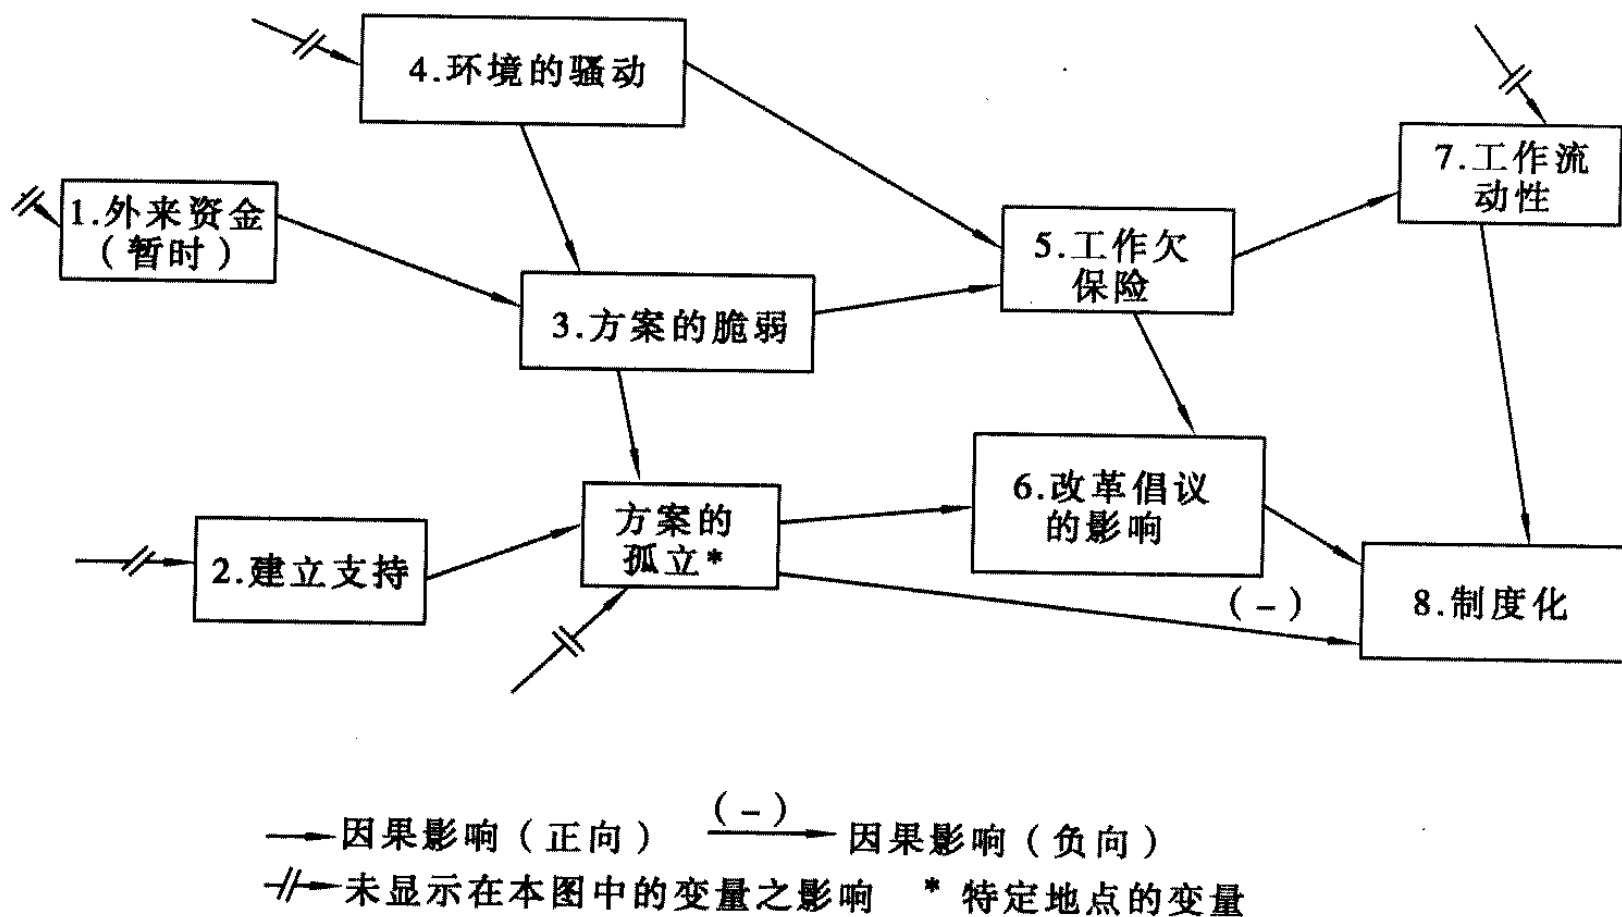 4.环境的骚动
7.工作流
动性
1.外来资金
（暂时）
5.工作欠
保险
3.方案的脆弱
6.改革倡议
的影响
方案的
孤立*
2.建立支持
(-)
8.制度化
因果影响（正向） (-) 因果影响（负向）
未显示在本图中的变量之影响 * 特定地点的变量